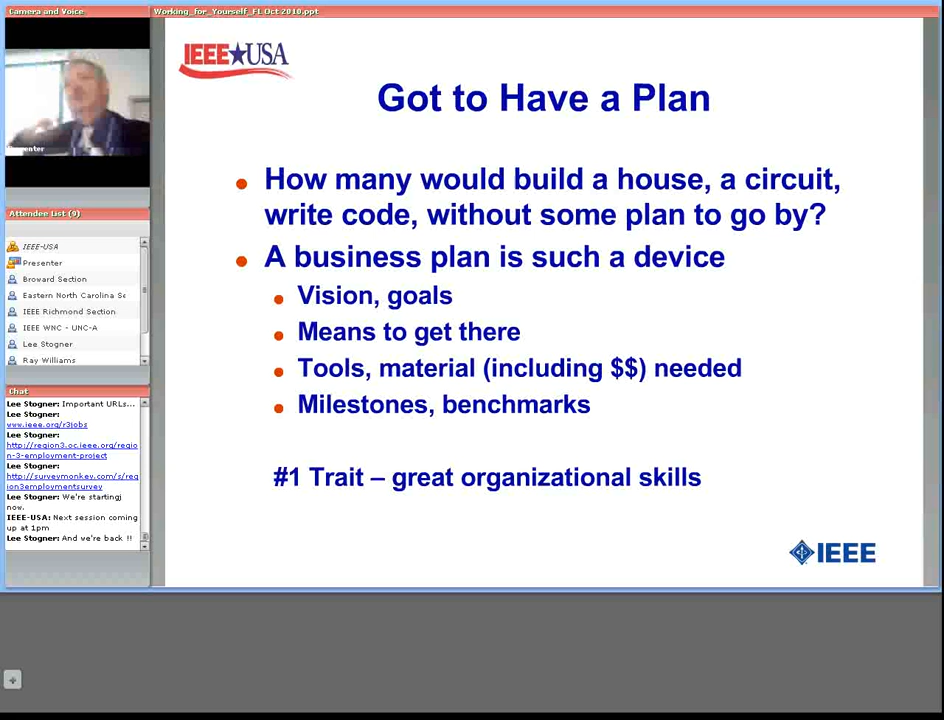 Camera and Voice
Working_for_Yourself_FL Oct 2010.ppt
IEEE USA
Got to Have a Plan
How many would build a house, a circuit,
write code, without some plan to go by?
A business plan is such a device
Vision, goals
Means to get there
Tools, material (including $$) needed
Milestones, benchmarks
#1 Trait – great organizational skills
IEEE
Attendee List (9)
IEEE-USA
Presenter
Broward Section
Eastern North Carolina Se
IEEE Richmond Section
IEEE WNC - UNC-A
Lee Stogner
Ray Williams
Chat
Lee Stogner: Important URLs...
Lee Stogner:
www.ieee.org/r3jobs
Lee Stogner:
http://region3.oc.ieee.org/regio
n-3-employment-project
Lee Stogner:
http://surveymonkey.com/s/reg
ion3employmentsurvey
Lee Stogner: We're startingj
now.
IEEE-USA: Next session coming
up at 1pm
Lee Stogner: And we're back !!